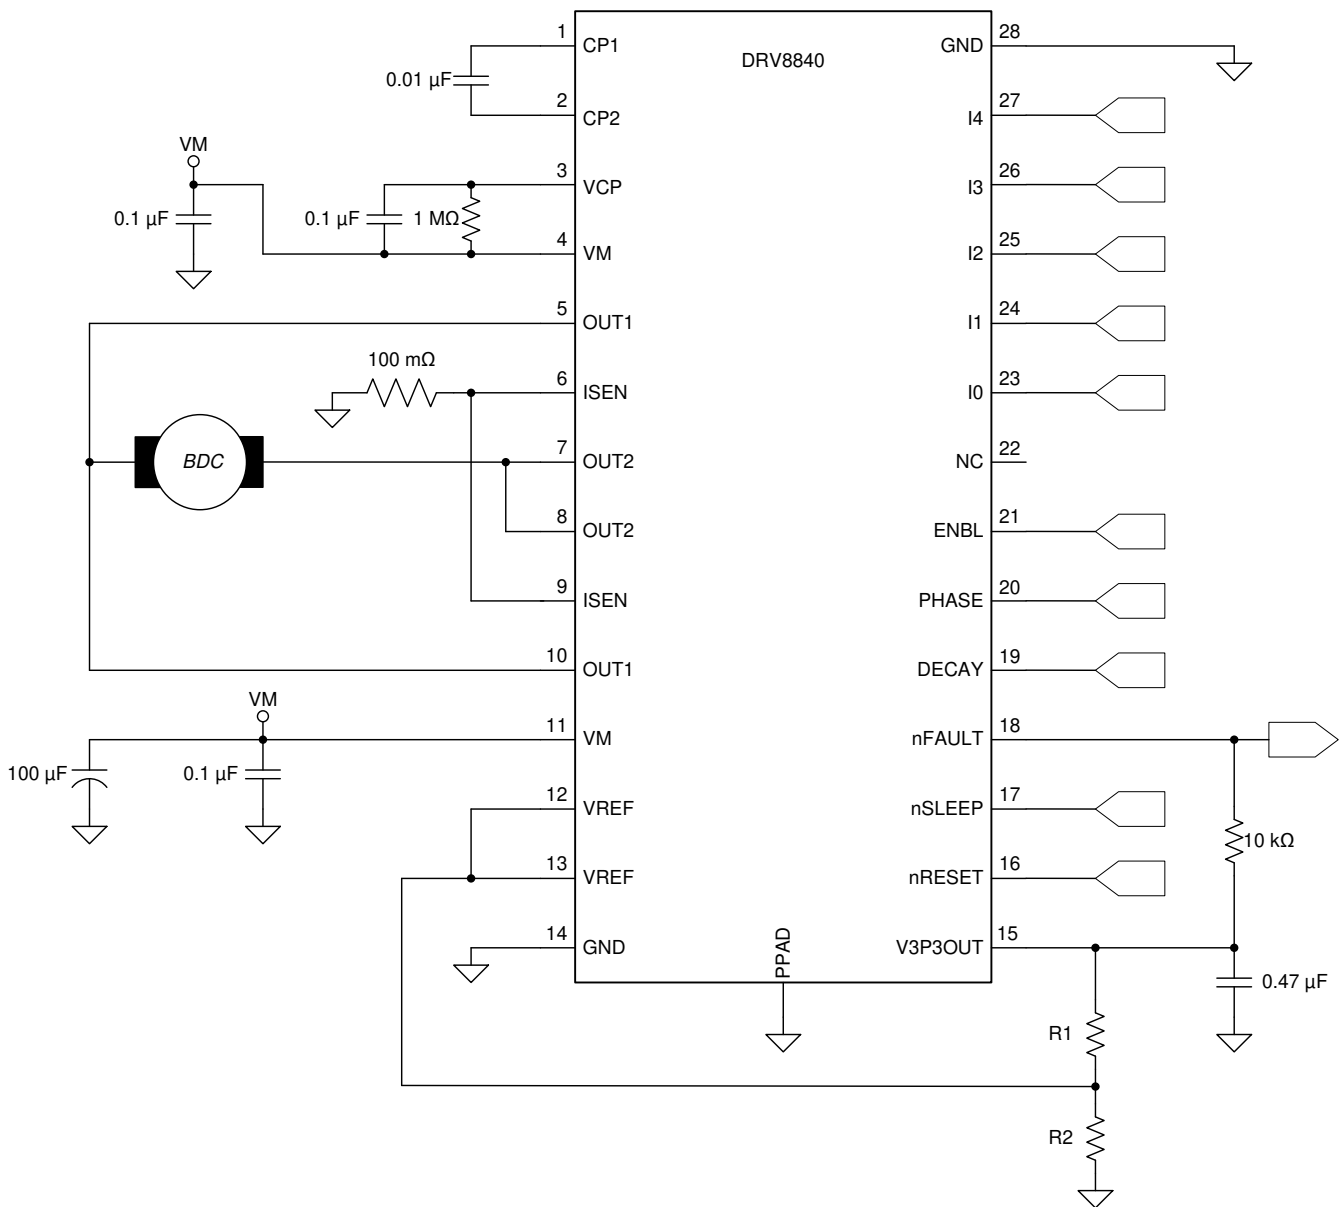 DRV8840
1 CP1
0.01 µF
2 CP2
VM
3 VCP
0.1 µF
0.1 µF
1 MΩ
4 VM
5 OUT1
100 mΩ
6 ISEN
BDC
7 OUT2
8 OUT2
9 ISEN
10 OUT1
VM
11 VM
100 µF
0.1 µF
12 VREF
13 VREF
14 GND
PPAD
GND 28
I4 27
I3 26
I2 25
I1 24
I0 23
NC 22
ENBL 21
PHASE 20
DECAY 19
nFAULT 18
nSLEEP 17
10 kΩ
nRESET 16
V3P3OUT 15
0.47 µF
R1
R2